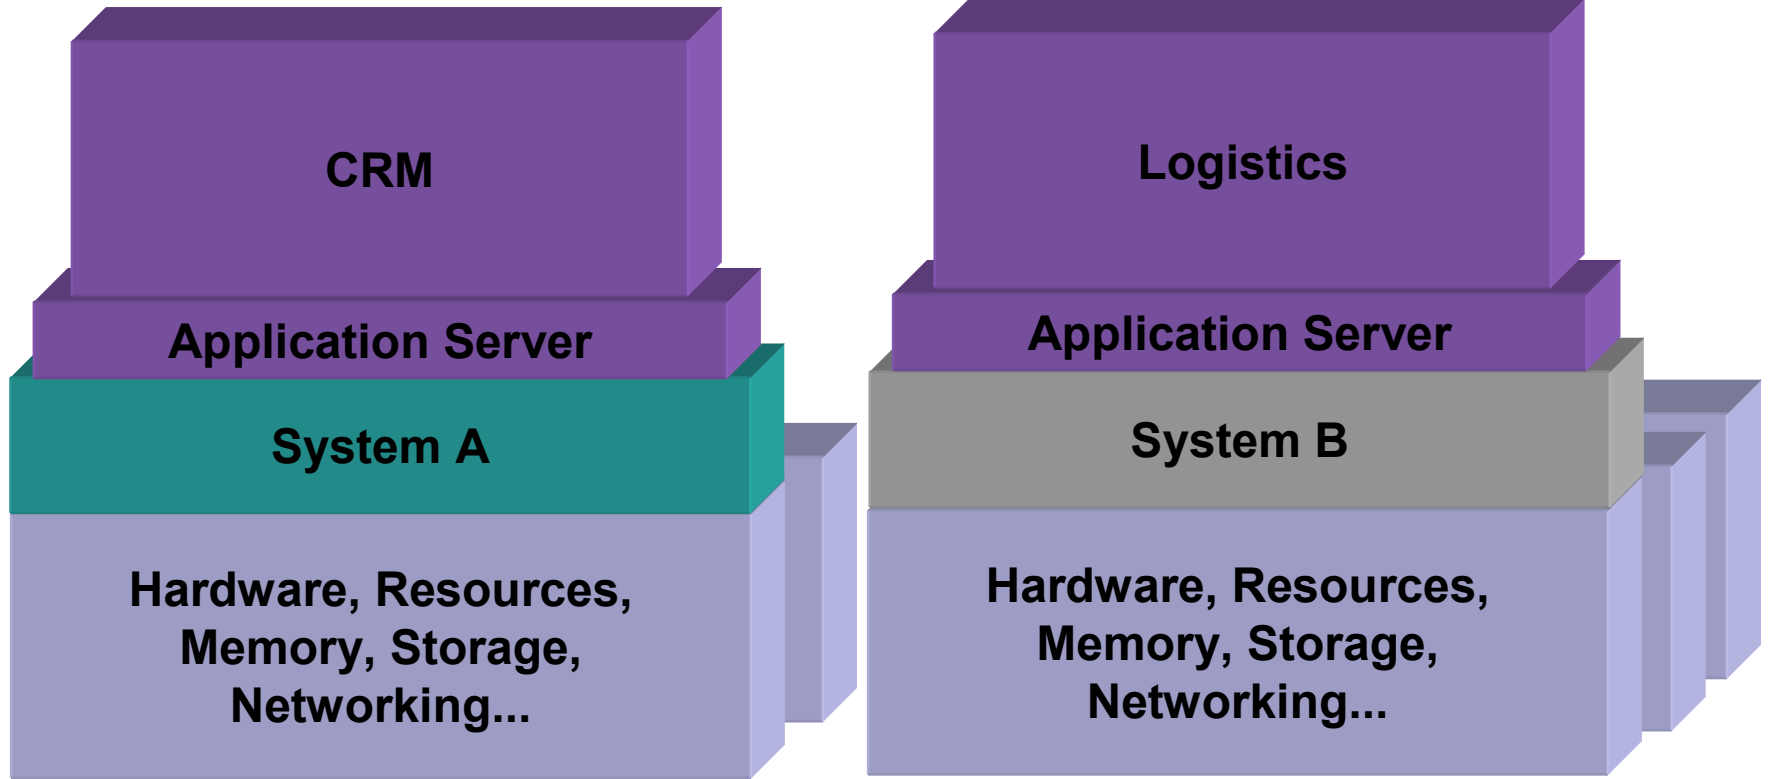 CRM
Application Server
System A
Hardware, Resources,
Memory, Storage,
Networking...
Logistics
Application Server
System B
Hardware, Resources,
Memory, Storage,
Networking...